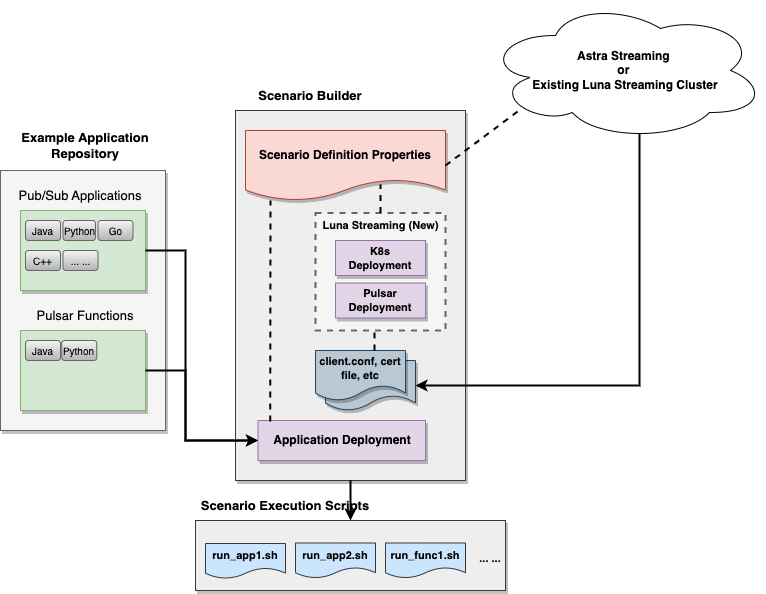 Astra Streaming
or
Existing Luna Streaming Cluster
Scenario Builder
Example Application
Repository
Scenario Definition Properties
Pub/Sub Applications
Java Python Go
C++ ... ...
Luna Streaming (New)
K8s
Deployment
Pulsar
Deployment
Pulsar Functions
Java Python
client.conf, cert
file, etc
Application Deployment
Scenario Execution Scripts
run_app1.sh run_app2.sh run_func1.sh ... ...